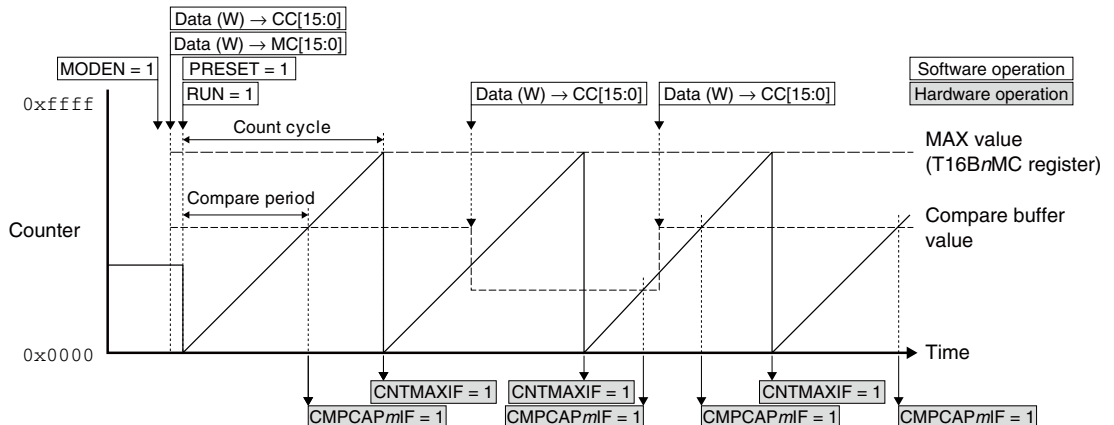 Data (W) → CC[15:0]
Data (W) → MC[15:0]
MODEN = 1
PRESET = 1
Software operation
0xffff
RUN = 1
Data (W) → CC[15:0]
Data (W) → CC[15:0]
Hardware operation
Count cycle
MAX value
(T16BnMC register)
Compare period
Counter
Compare buffer
value
0x0000
Time
CNTMAXIF = 1
CNTMAXIF = 1
CNTMAXIF = 1
CMPCAPmIF = 1
CMPCAPmIF = 1
CMPCAPmIF = 1
CMPCAPmIF = 1